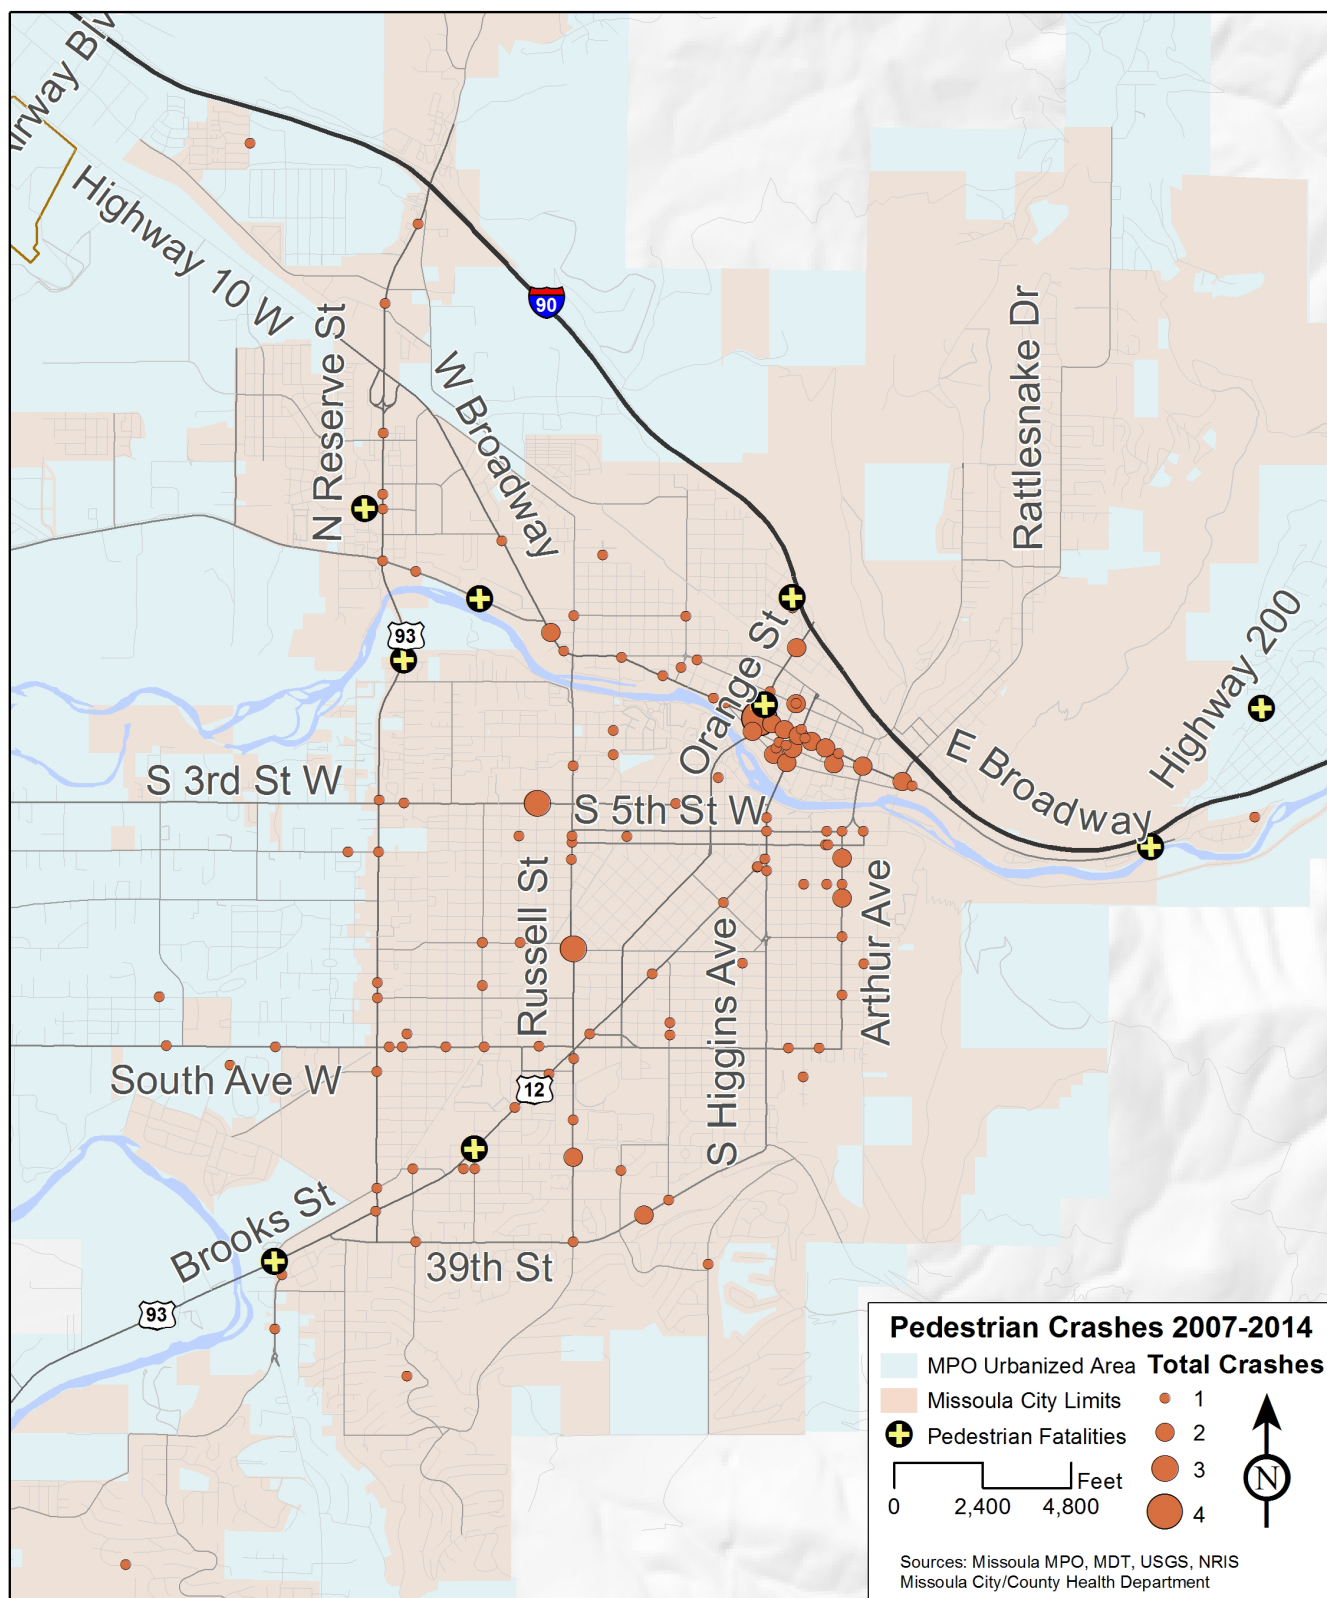 Airway Blv
Highway 10 W
90
N Reserve St
W Broadway
Rattlesnake Dr
93
Orange St
Highway 200
E Broadway
S 3rd St W
S 5th St W
Russell St
Arthur Ave
S Higgins Ave
South Ave W
12
Brooks St
39th St
93
Pedestrian Crashes 2007-2014
MPO Urbanized Area
Missoula City Limits
Pedestrian Fatalities
Feet
0 2,400 4,800
Total Crashes
1
2
3
4
N
Sources: Missoula MPO, MDT, USGS, NRIS
Missoula City/County Health Department